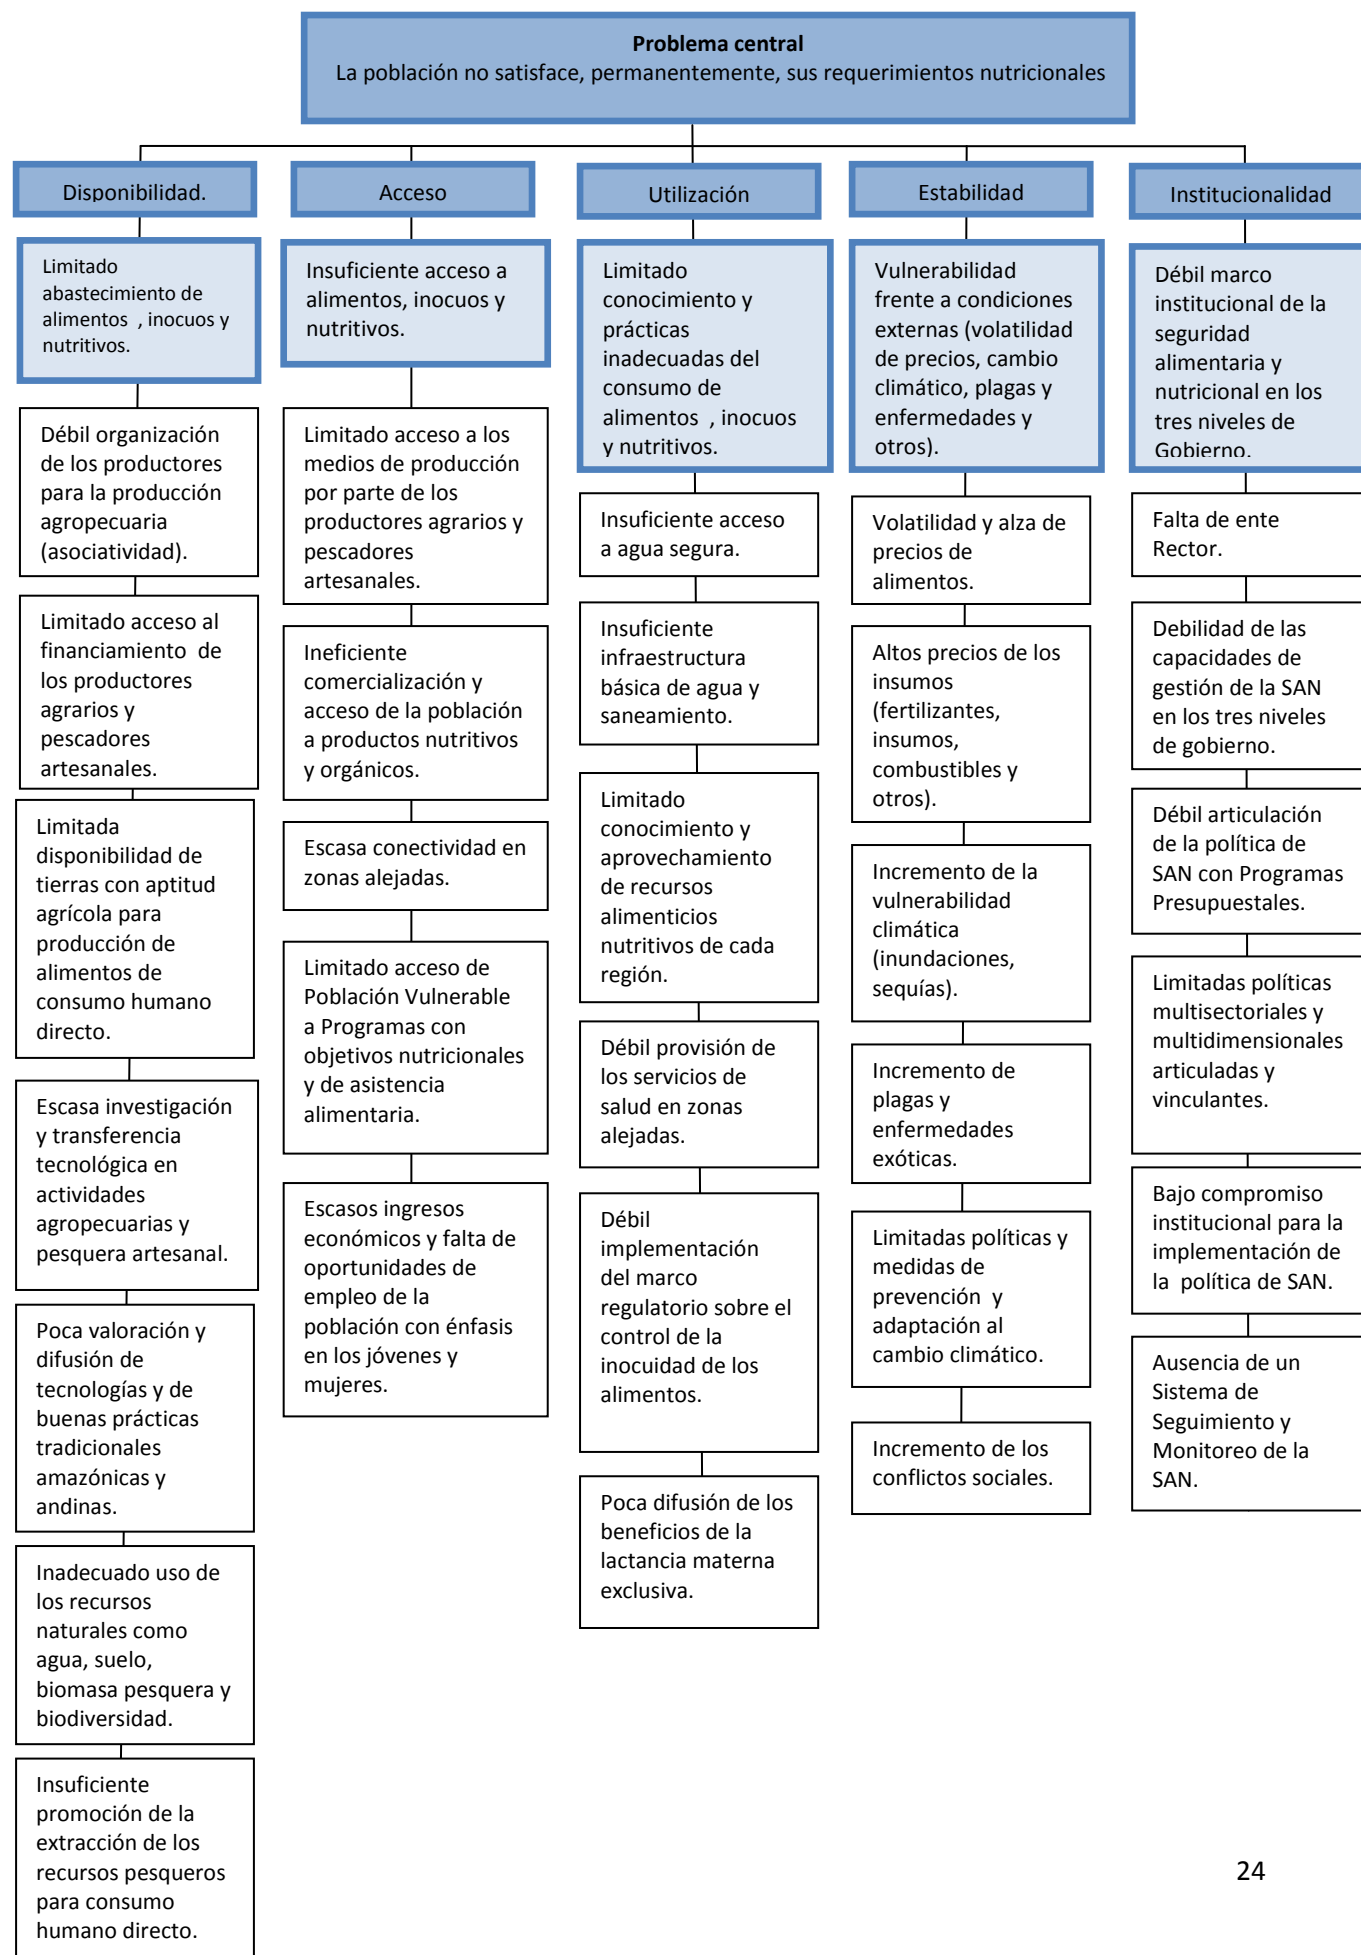 Problema central
La población no satisface, permanentemente, sus requerimientos nutricionales
Disponibilidad.
Limitado
abastecimiento de
alimentos , inocuos y
nutritivos.
Débil organización
de los productores
para la producción
agropecuaria
(asociatividad).
Limitado acceso al
financiamiento de
los productores
agrarios y
pescadores
artesanales.
Limitada
disponibilidad de
tierras con aptitud
agrícola para
producción de
alimentos de
consumo humano
directo.
Escasa investigación
y transferencia
tecnológica en
actividades
agropecuarias y
pesquera artesanal.
Poca valoración y
difusión de
tecnologías y de
buenas prácticas
tradicionales
amazónicas y
andinas.
Inadecuado uso de
los recursos
naturales como
agua, suelo,
biomasa pesquera y
biodiversidad.
Insuficiente
promoción de la
extracción de los
recursos pesqueros
para consumo
humano directo.
Acceso
Insuficiente acceso a
alimentos, inocuos y
nutritivos.
Limitado acceso a los
medios de producción
por parte de los
productores agrarios y
pescadores
artesanales.
Ineficiente
comercialización y
acceso de la población
a productos nutritivos
y orgánicos.
Escasa conectividad en
zonas alejadas.
Limitado acceso de
Población Vulnerable
a Programas con
objetivos nutricionales
y de asistencia
alimentaria.
Escasos ingresos
económicos y falta de
oportunidades de
empleo de la
población con énfasis
en los jóvenes y
mujeres.
Utilización
Limitado
conocimiento y
prácticas
inadecuadas del
consumo de
alimentos , inocuos
y nutritivos.
Insuficiente acceso
a agua segura.
Insuficiente
infraestructura
básica de agua y
saneamiento.
Limitado
conocimiento y
aprovechamiento
de recursos
alimenticios
nutritivos de cada
región.
Débil provisión de
los servicios de
salud en zonas
alejadas.
Débil
implementación
del marco
regulatorio sobre el
control de la
inocuidad de los
alimentos.
Poca difusión de los
beneficios de la
lactancia materna
exclusiva.
Estabilidad
Vulnerabilidad
frente a condiciones
externas (volatilidad
de precios, cambio
climático, plagas y
enfermedades y
otros).
Volatilidad y alza de
precios de
alimentos.
Altos precios de los
insumos
(fertilizantes,
insumos,
combustibles y
otros).
Incremento de la
vulnerabilidad
climática
(inundaciones,
sequías).
Incremento de
plagas y
enfermedades
exóticas.
Limitadas políticas y
medidas de
prevención y
adaptación al
cambio climático.
Incremento de los
conflictos sociales.
Institucionalidad
Débil marco
institucional de la
seguridad
alimentaria y
nutricional en los
tres niveles de
Gobierno.
Falta de ente
Rector.
Debilidad de las
capacidades de
gestión de la SAN
en los tres niveles
de gobierno.
Débil articulación
de la política de
SAN con Programas
Presupuestales.
Limitadas políticas
multisectoriales y
multidimensionales
articuladas y
vinculantes.
Bajo compromiso
institucional para la
implementación de
la política de SAN.
Ausencia de un
Sistema de
Seguimiento y
Monitoreo de la
SAN.
24